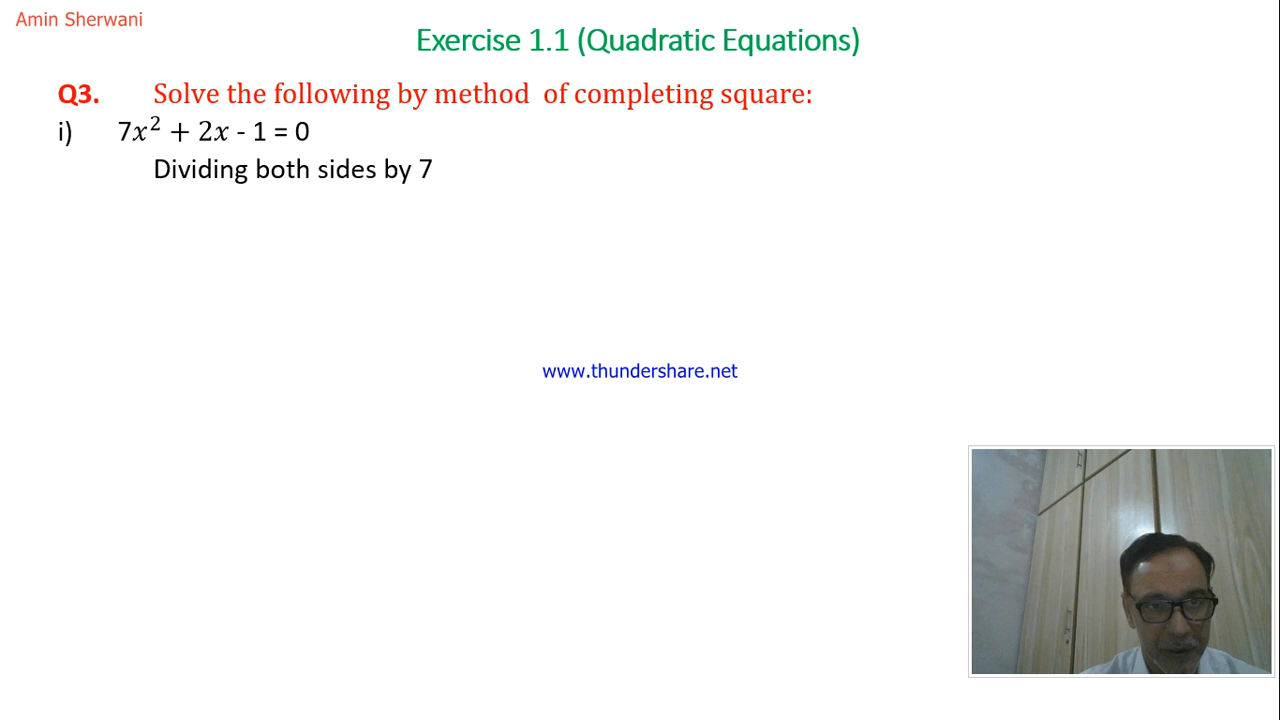 Amin Sherwani
Exercise 1.1 (Quadratic Equations)
Q3. Solve the following by method of completing square:
i) 7x² + 2x - 1 = 0
Dividing both sides by 7
www.thundershare.net